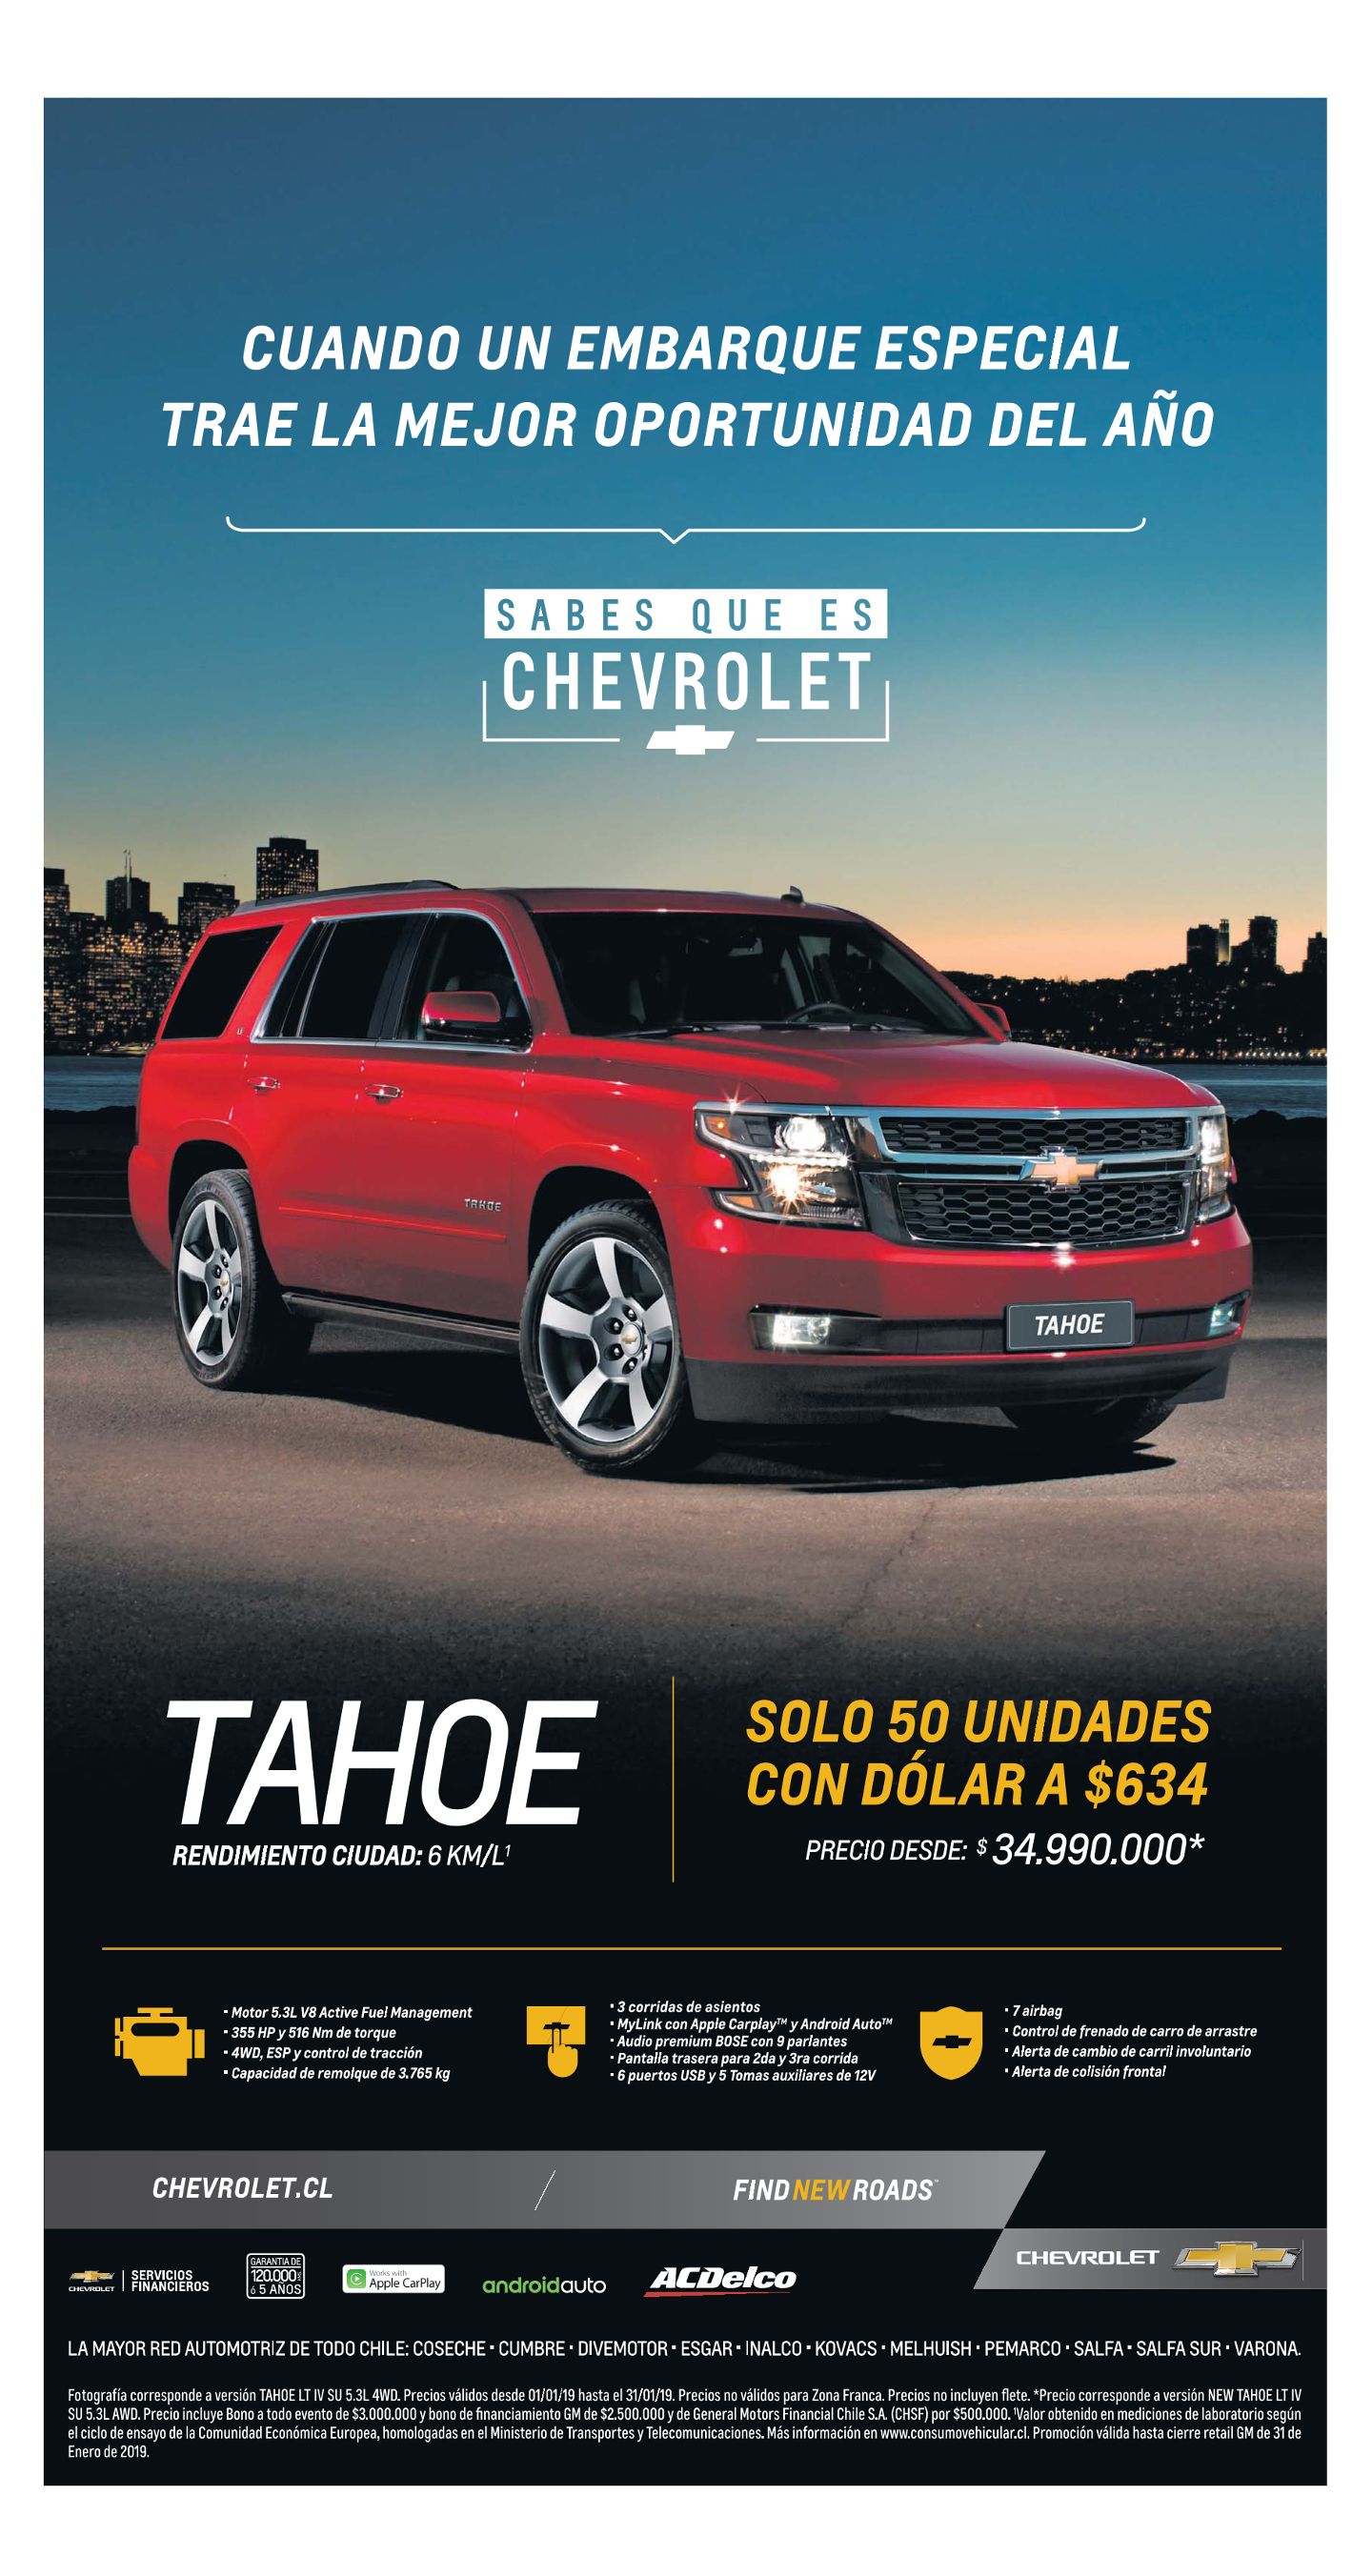 CUANDO UN EMBARQUE ESPECIAL
TRAE LA MEJOR OPORTUNIDAD DEL AÑO
SABES QUE ES
CHEVROLET
TAHOE
TAHOE
TAHOE
RENDIMIENTO CIUDAD: 6 KM/L¹
SOLO 50 UNIDADES
CON DÓLAR A $634
PRECIO DESDE: $34.990.000*
· Motor 5.3L V8 Active Fuel Management
· 355 HP y 516 Nm de torque
· 4WD, ESP y control de tracción
· Capacidad de remolque de 3.765 kg
· 3 corridas de asientos
· MyLink con Apple Carplay™ y Android Auto™
· Audio premium BOSE con 9 parlantes
· Pantalla trasera para 2da y 3ra corrida
· 6 puertos USB y 5 Tomas auxiliares de 12V
· 7 airbag
· Control de frenado de carro de arrastre
· Alerta de cambio de carril involuntario
· Alerta de colisión frontal
CHEVROLET.CL / FIND NEW ROADS™
CHEVROLET
CHEVROLET | SERVICIOS FINANCIEROS
GARANTIA DE
120.000
ó 5 AÑOS
Works with
Apple CarPlay
androidauto
ACDelco
LA MAYOR RED AUTOMOTRIZ DE TODO CHILE: COSECHE · CUMBRE · DIVEMOTOR · ESGAR · INALCO · KOVACS · MELHUISH · PEMARCO · SALFA · SALFA SUR · VARONA.
Fotografía corresponde a versión TAHOE LT IV SU 5.3L 4WD. Precios válidos desde 01/01/19 hasta el 31/01/19. Precios no válidos para Zona Franca. Precios no incluyen flete. *Precio corresponde a versión NEW TAHOE LT IV
SU 5.3L AWD. Precio incluye Bono a todo evento de $3.000.000 y bono de financiamiento GM de $2.500.000 y de General Motors Financial Chile S.A. (CHSF) por $500.000. ¹Valor obtenido en mediciones de laboratorio según
el ciclo de ensayo de la Comunidad Económica Europea, homologadas en el Ministerio de Transportes y Telecomunicaciones. Más información en www.consumovehicular.cl. Promoción válida hasta cierre retail GM de 31 de
Enero de 2019.